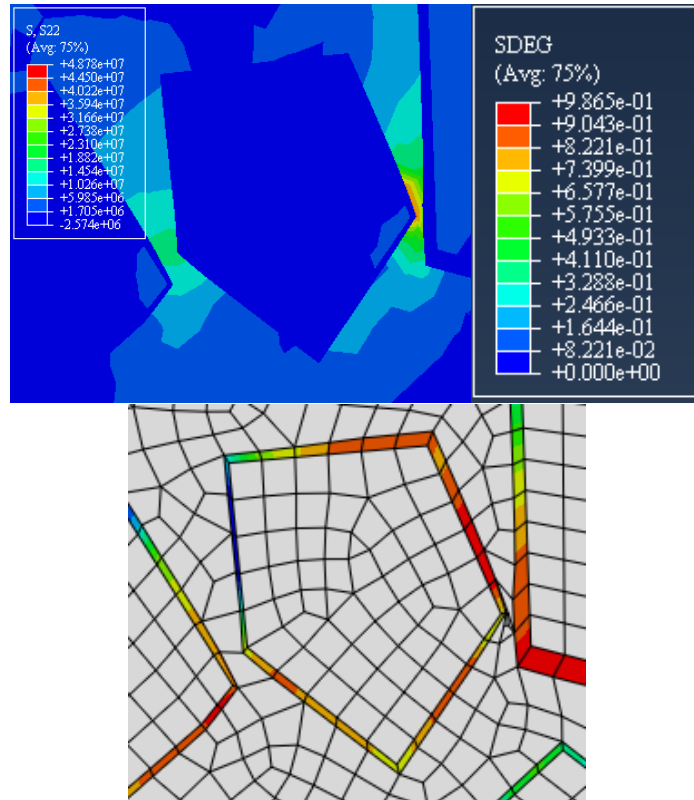 S, S22
(Avg: 75%)
+4.878e+07
+4.450e+07
+4.022e+07
+3.594e+07
+3.166e+07
+2.738e+07
+2.310e+07
+1.882e+07
+1.454e+07
+1.026e+07
+5.985e+06
+1.705e+06
-2.574e+06
SDEG
(Avg: 75%)
+9.865e-01
+9.043e-01
+8.221e-01
+7.399e-01
+6.577e-01
+5.755e-01
+4.933e-01
+4.110e-01
+3.288e-01
+2.466e-01
+1.644e-01
+8.221e-02
+0.000e+00